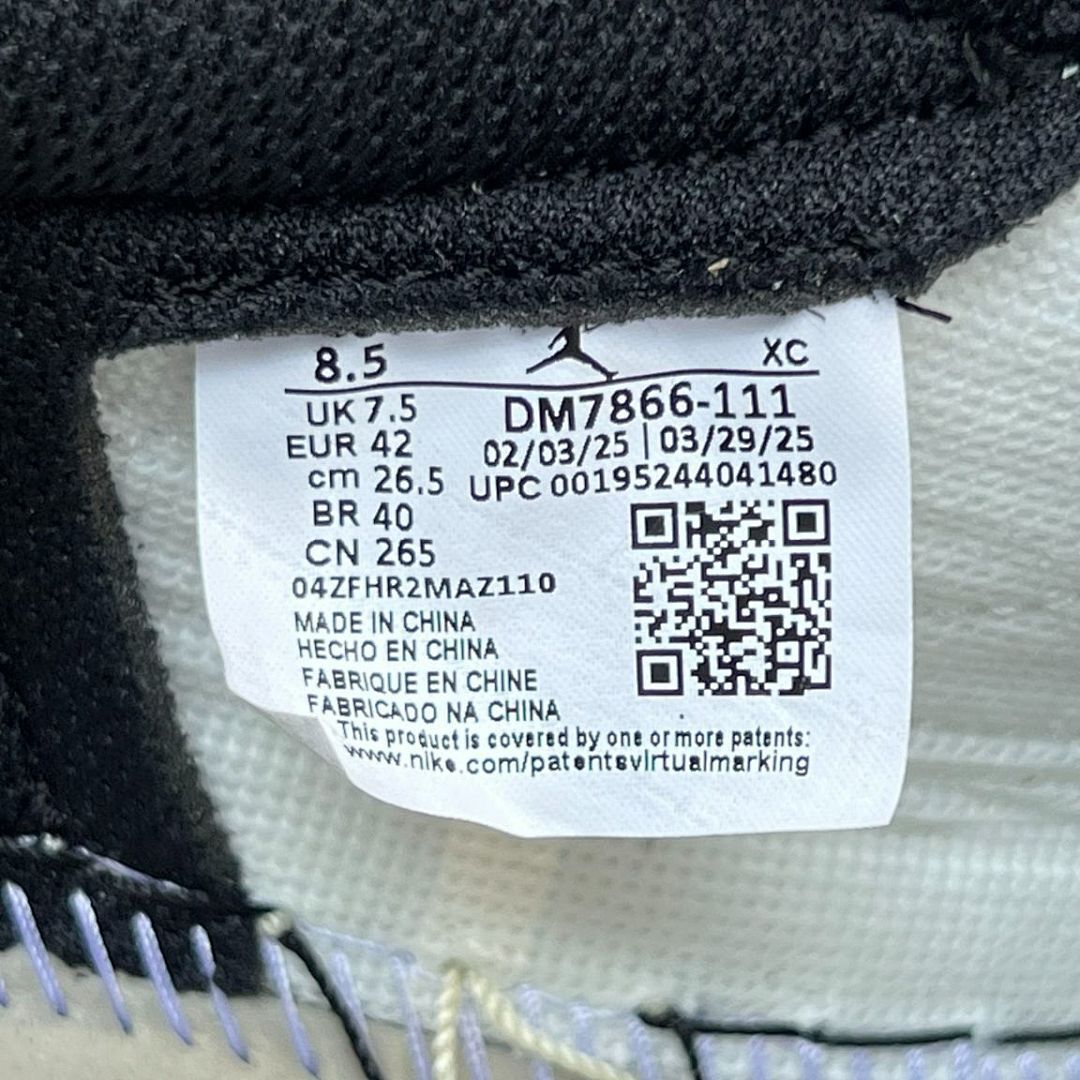 8.5 XC
UK 7.5 DM7866-111
EUR 42 02/03/25 | 03/29/25
cm 26.5 UPC 00195244041480
BR 40
CN 265
04ZFHR2MAZ110
MADE IN CHINA
HECHO EN CHINA
FABRIQUE EN CHINE
FABRICADO NA CHINA
This product is covered by one or more patents:
www.nike.com/patentsvirtualmarking